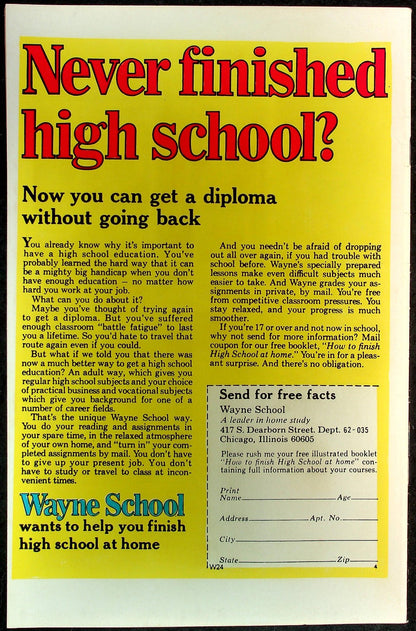 Never finished
high school?
Now you can get a diploma
without going back
You already know why it's important to
have a high school education. You've
probably learned the hard way that it can
be a mighty big handicap when you don't
have enough education – no matter how
hard you work at your job.
What can you do about it?
Maybe you've thought of trying again
to get a diploma. But you've suffered
enough classroom "battle fatigue" to last
you a lifetime. So you'd hate to travel that
route again even if you could.
But what if we told you that there was
now a much better way to get a high school
education? An adult way, which gives you
regular high school subjects and your choice
of practical business and vocational subjects
which give you background for one of a
number of career fields.
That's the unique Wayne School way.
You do your reading and assignments in
your spare time, in the relaxed atmosphere
of your own home, and "turn in" your com-
pleted assignments by mail. You don't have
to give up your present job. You don't
have to study or travel to class at incon-
venient times.
Wayne School
wants to help you finish
high school at home
And you needn't be afraid of dropping
out all over again, if you had trouble with
school before. Wayne's specially prepared
lessons make even difficult subjects much
easier to take. And Wayne grades your as-
signments in private, by mail. You're free
from competitive classroom pressures. You
stay relaxed, and your progress is much
smoother.
If you're 17 or over and not now in school,
why not send for more information? Mail
coupon for our free booklet, "How to finish
High School at home." You're in for a pleas-
ant surprise. And there's no obligation.
Send for free facts
Wayne School
A leader in home study
417 S. Dearborn Street. Dept. 62-035
Chicago, Illinois 60605
Please rush me your free illustrated booklet
"How to finish High School at home" con-
taining full information about your courses.
Print
Name Age
Address Apt. No.
City
State Zip
W24 4